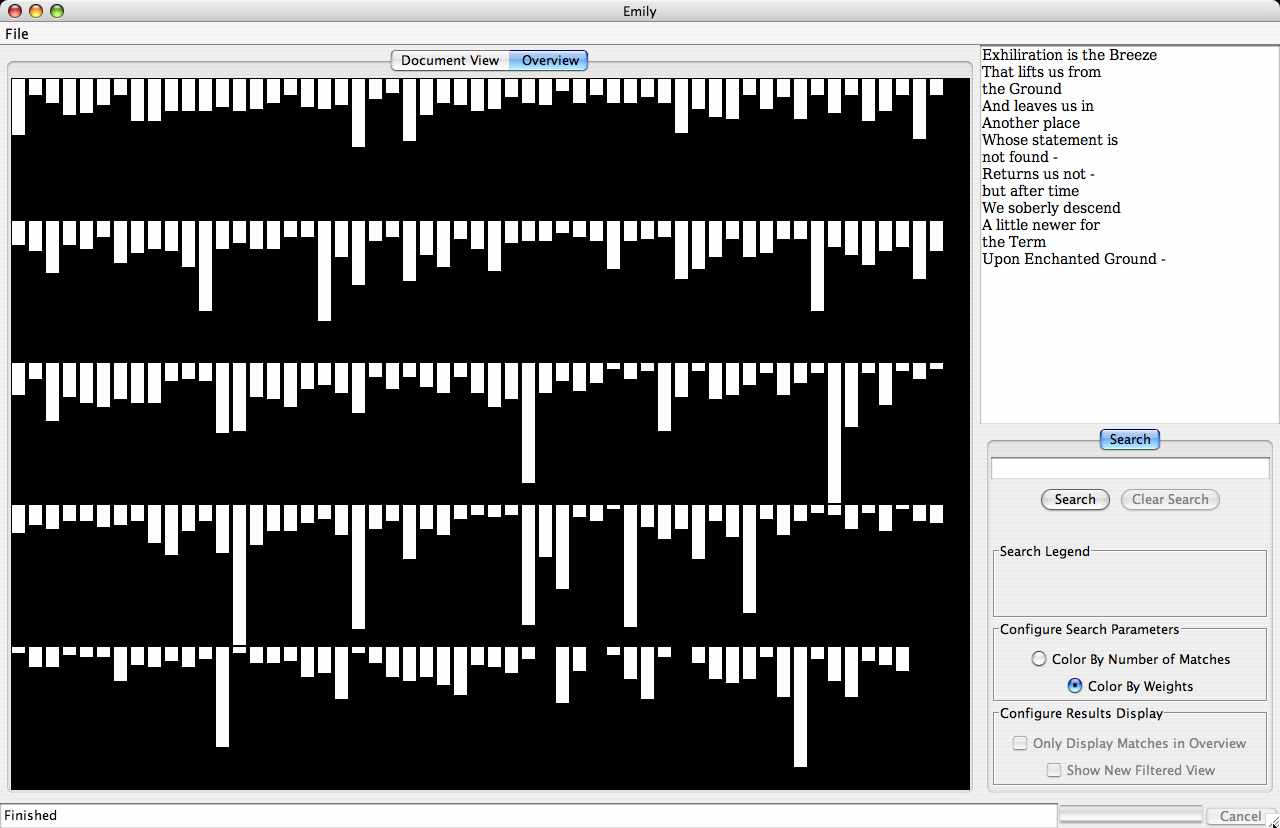 Emily
File
Document View
Overview
Exhiliration is the Breeze
That lifts us from
the Ground
And leaves us in
Another place
Whose statement is
not found -
Returns us not -
but after time
We soberly descend
A little newer for
the Term
Upon Enchanted Ground -
Search
Search
Clear Search
Search Legend
Configure Search Parameters
Color By Number of Matches
Color By Weights
Configure Results Display
Only Display Matches in Overview
Show New Filtered View
Finished
Cancel